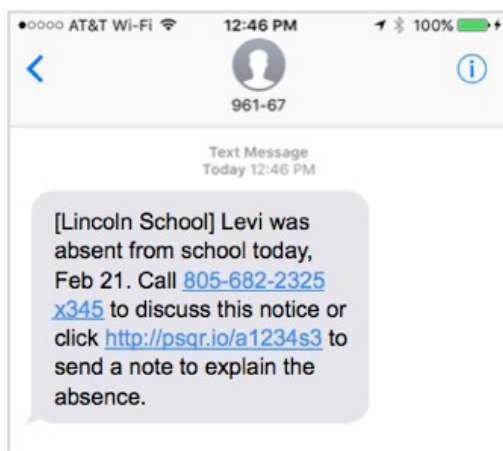 AT&T Wi-Fi 12:46 PM 100%
961-67
Text Message
Today 12:46 PM
[Lincoln School] Levi was
absent from school today,
Feb 21. Call 805-682-2325
x345 to discuss this notice or
click http://psqr.io/a1234s3 to
send a note to explain the
absence.